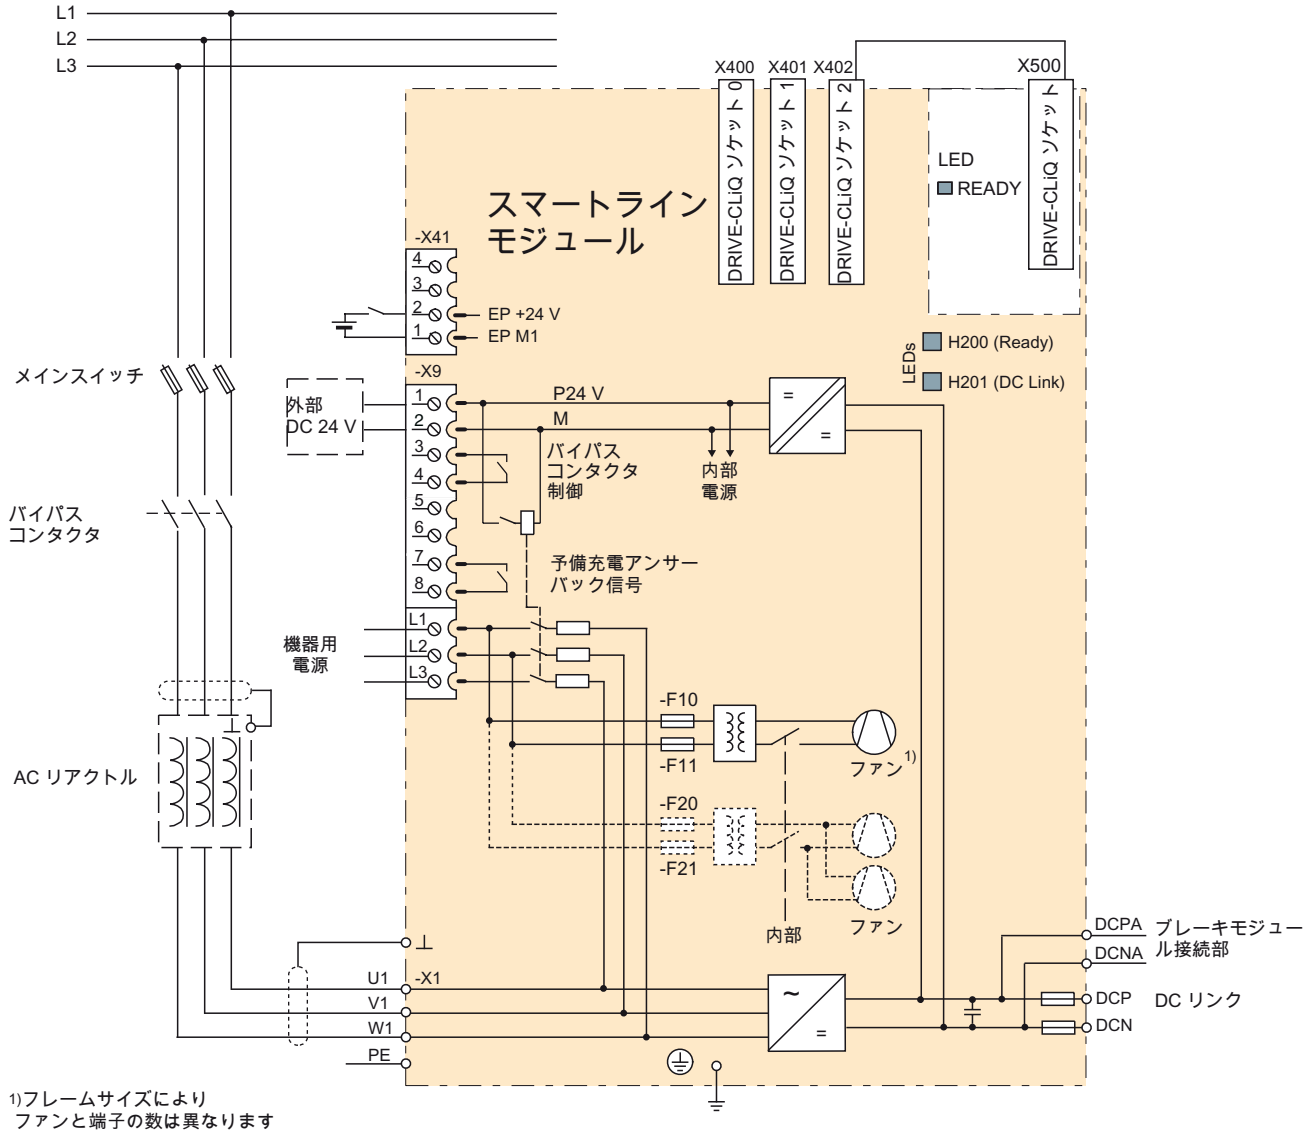 L1
L2
L3
X400
X401
X402
X500
DRIVE-CLiQ ソケット 0
DRIVE-CLiQ ソケット 1
DRIVE-CLiQ ソケット 2
DRIVE-CLiQ ソケット
LED
READY
スマートライン
モジュール
-X41
4
3
2
1
EP +24 V
EP M1
LEDs
H200 (Ready)
H201 (DC Link)
メインスイッチ
-X9
外部
DC 24 V
1
2
3
4
5
6
7
8
P24 V
M
=
=
バイパス
コンタクタ
制御
内部
電源
バイパス
コンタクタ
予備充電アンサー
バック信号
機器用
電源
L1
L2
L3
-F10
-F11
ファン 1)
AC リアクトル
-F20
-F21
内部
ファン
DCPA
DCNA
ブレーキモジュー
ル接続部
U1
-X1
V1
W1
PE
~
=
DCP
DCN
DC リンク
1)フレームサイズにより
ファンと端子の数は異なります